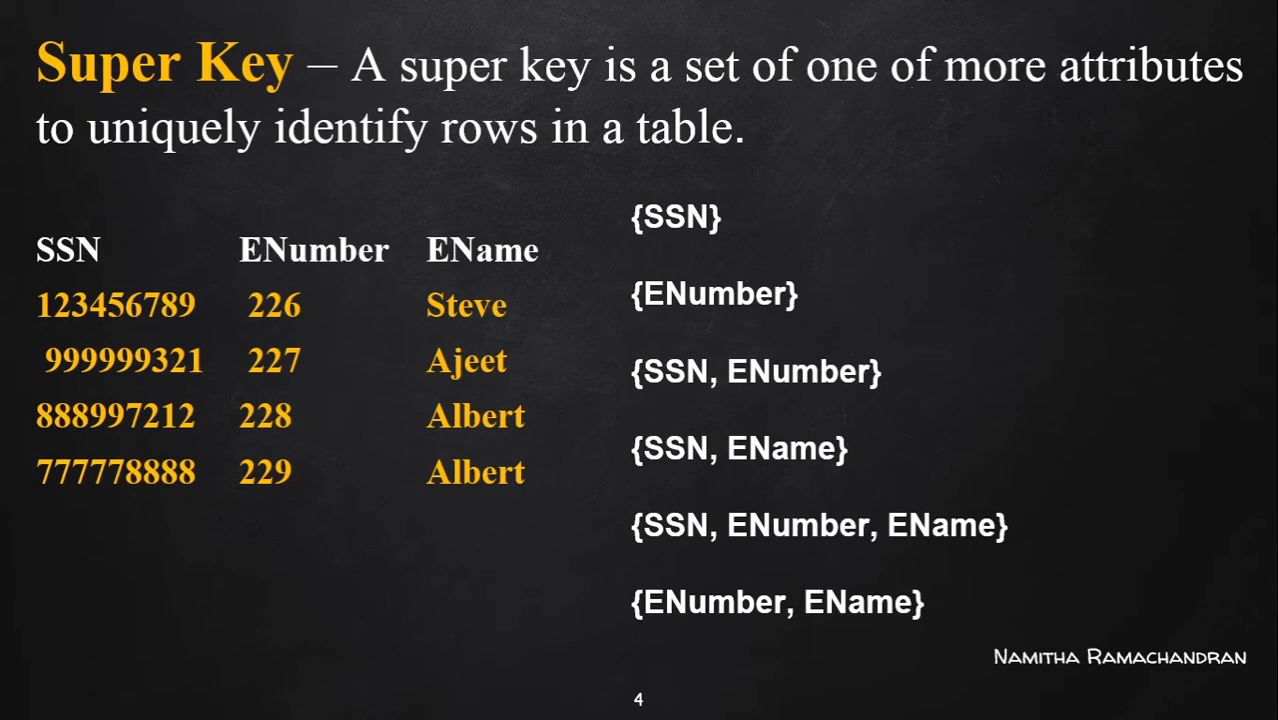 Super Key – A super key is a set of one of more attributes
to uniquely identify rows in a table.
SSN ENumber EName
123456789 226 Steve
999999321 227 Ajeet
888997212 228 Albert
777778888 229 Albert
{SSN}
{ENumber}
{SSN, ENumber}
{SSN, EName}
{SSN, ENumber, EName}
{ENumber, EName}
Namitha Ramachandran
4